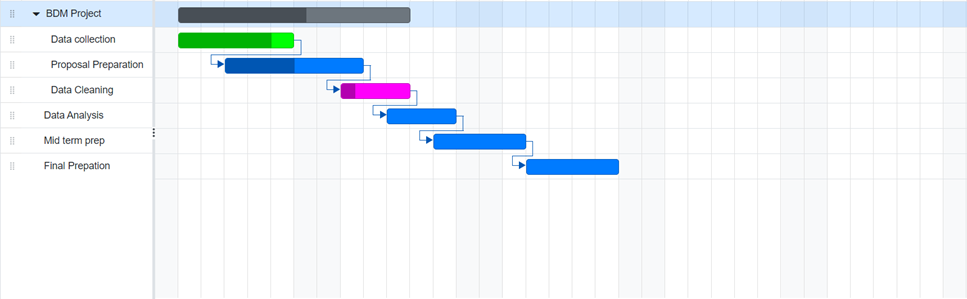 BDM Project
Data collection
Proposal Preparation
Data Cleaning
Data Analysis
Mid term prep
Final Prepation